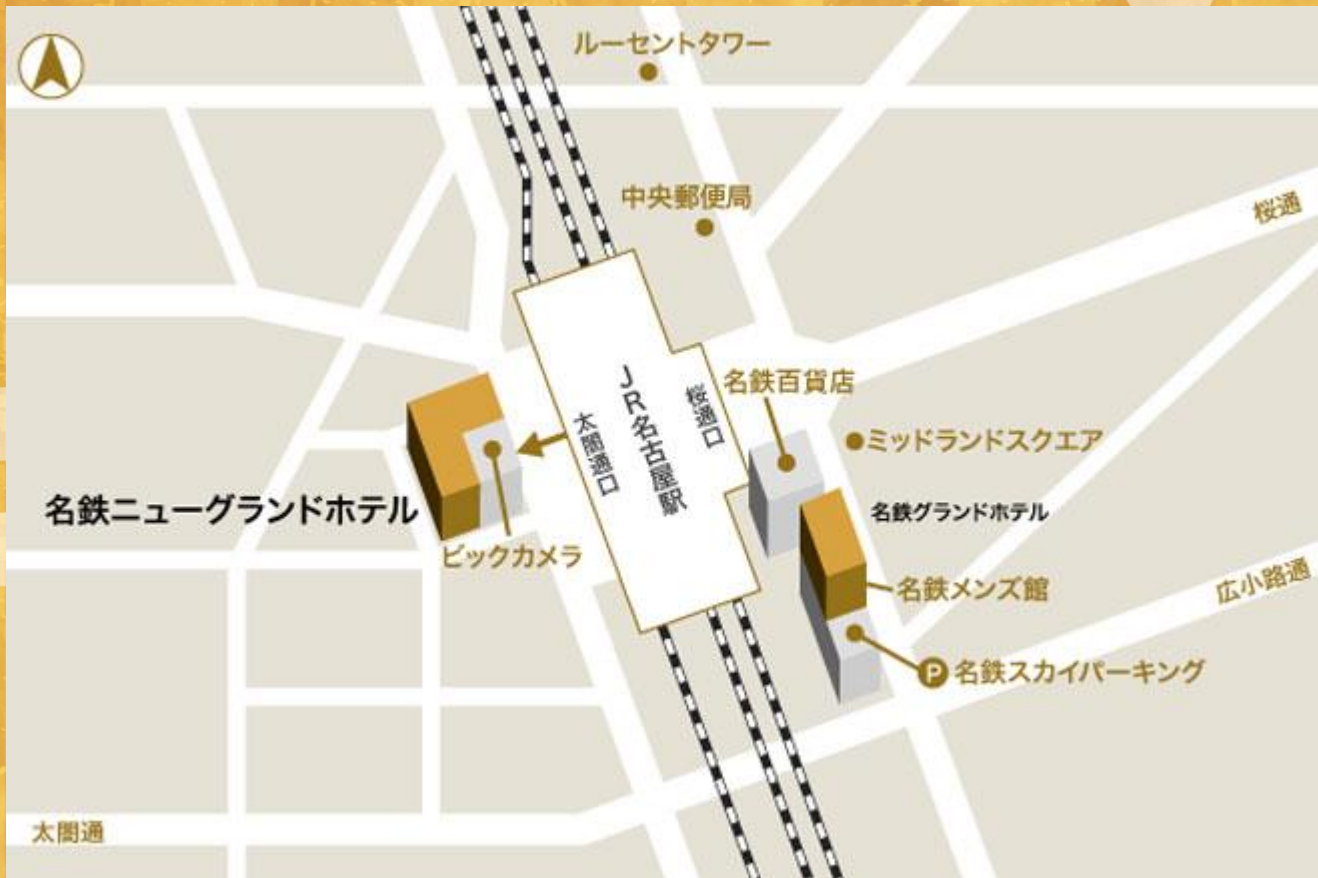 ルーセントタワー
中央郵便局
桜通
名鉄百貨店
JR名古屋駅
桜通口
太閤通口
ミッドランドスクエア
名鉄ニューグランドホテル
名鉄グランドホテル
ビックカメラ
名鉄メンズ館
広小路通
P 名鉄スカイパーキング
太閤通